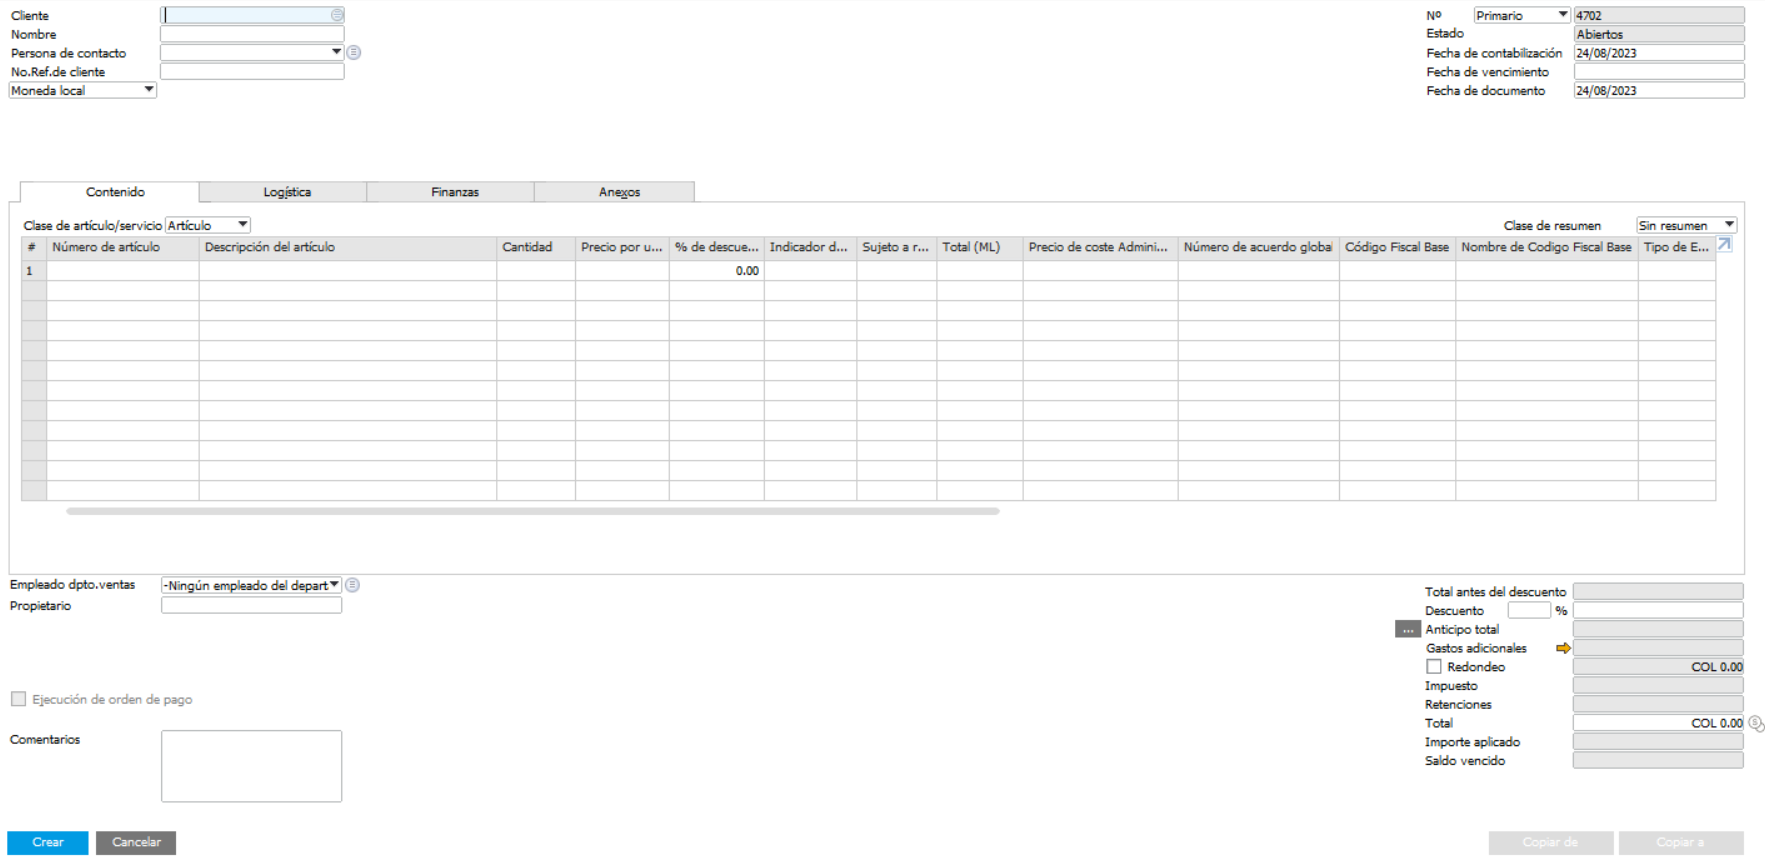 Cliente
Nombre
Persona de contacto
No.Ref.de cliente
Moneda local
Nº Primario 4702
Estado Abiertos
Fecha de contabilización 24/08/2023
Fecha de vencimiento
Fecha de documento 24/08/2023
Contenido Logística Finanzas Anexos
Clase de artículo/servicio Artículo Clase de resumen Sin resumen
# Número de artículo Descripción del artículo Cantidad Precio por u... % de descue... Indicador d... Sujeto a r... Total (ML) Precio de coste Admini... Número de acuerdo global Código Fiscal Base Nombre de Codigo Fiscal Base Tipo de E...
1 0.00
Empleado dpto.ventas -Ningún empleado del depart
Propietario
Ejecución de orden de pago
Comentarios
Total antes del descuento
Descuento %
... Anticipo total
Gastos adicionales
Redondeo COL 0.00
Impuesto
Retenciones
Total COL 0.00
Importe aplicado
Saldo vencido
Crear Cancelar Copiar de Copiar a